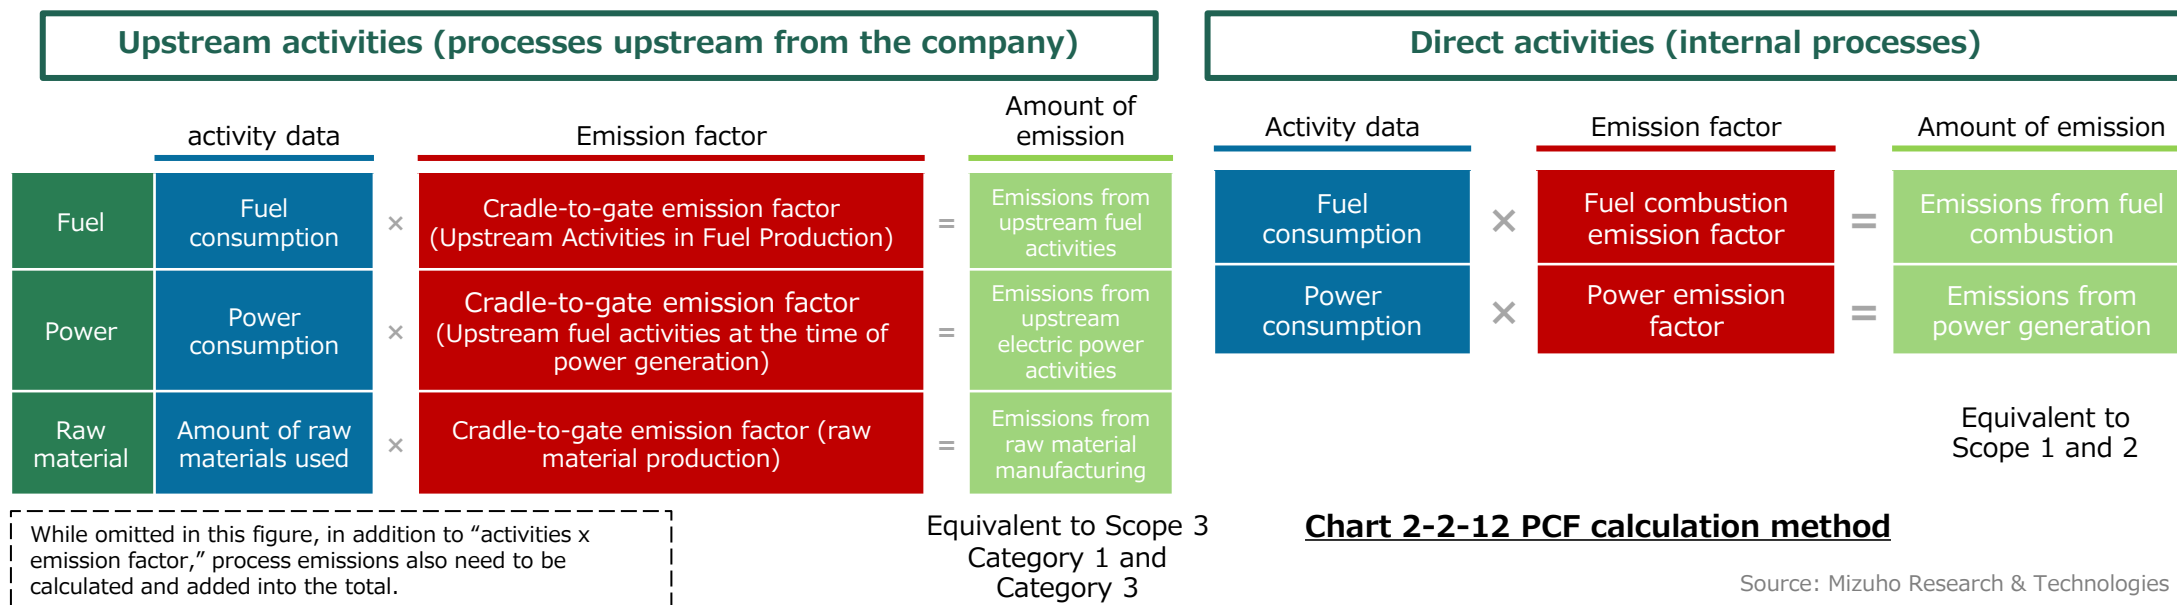 Upstream activities (processes upstream from the company)
activity data
Emission factor
Amount of
emission
Fuel
Fuel
consumption
×
Cradle-to-gate emission factor
(Upstream Activities in Fuel Production)
=
Emissions from
upstream fuel
activities
Power
Power
consumption
×
Cradle-to-gate emission factor
(Upstream fuel activities at the time of
power generation)
=
Emissions from
upstream
electric power
activities
Raw
material
Amount of raw
materials used
×
Cradle-to-gate emission factor (raw
material production)
=
Emissions from
raw material
manufacturing
While omitted in this figure, in addition to “activities x
emission factor,” process emissions also need to be
calculated and added into the total.
Equivalent to Scope 3
Category 1 and
Category 3
Direct activities (internal processes)
Activity data
Emission factor
Amount of emission
Fuel
consumption
×
Fuel combustion
emission factor
=
Emissions from fuel
combustion
Power
consumption
×
Power emission
factor
=
Emissions from
power generation
Equivalent to
Scope 1 and 2
Chart 2-2-12 PCF calculation method
Source: Mizuho Research & Technologies